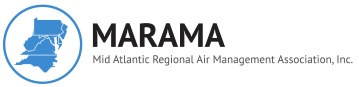 MARAMA
Mid Atlantic Regional Air Management Association, Inc.